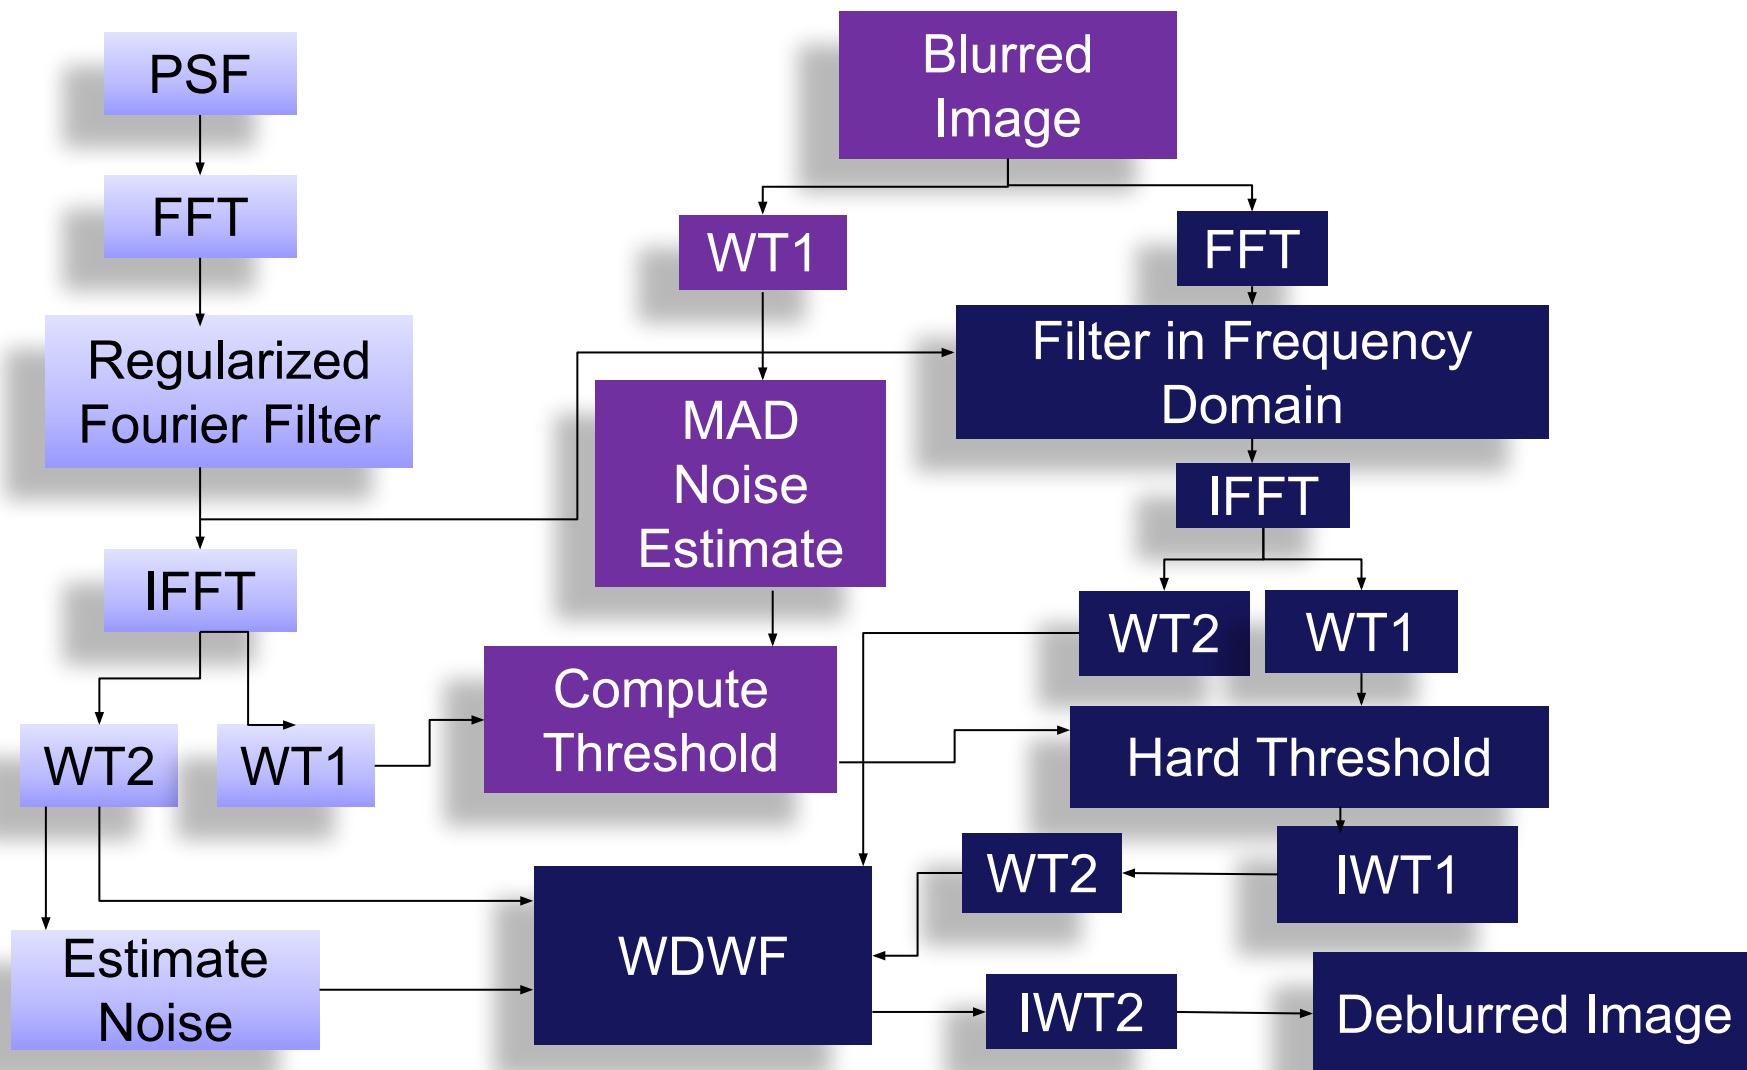 PSF
Blurred
Image
FFT
WT1
FFT
Regularized
Fourier Filter
Filter in Frequency
Domain
MAD
Noise
Estimate
IFFT
IFFT
WT2
WT1
Compute
Threshold
WT2
WT1
Hard Threshold
WT2
IWT1
Estimate
Noise
WDWF
IWT2
Deblurred Image